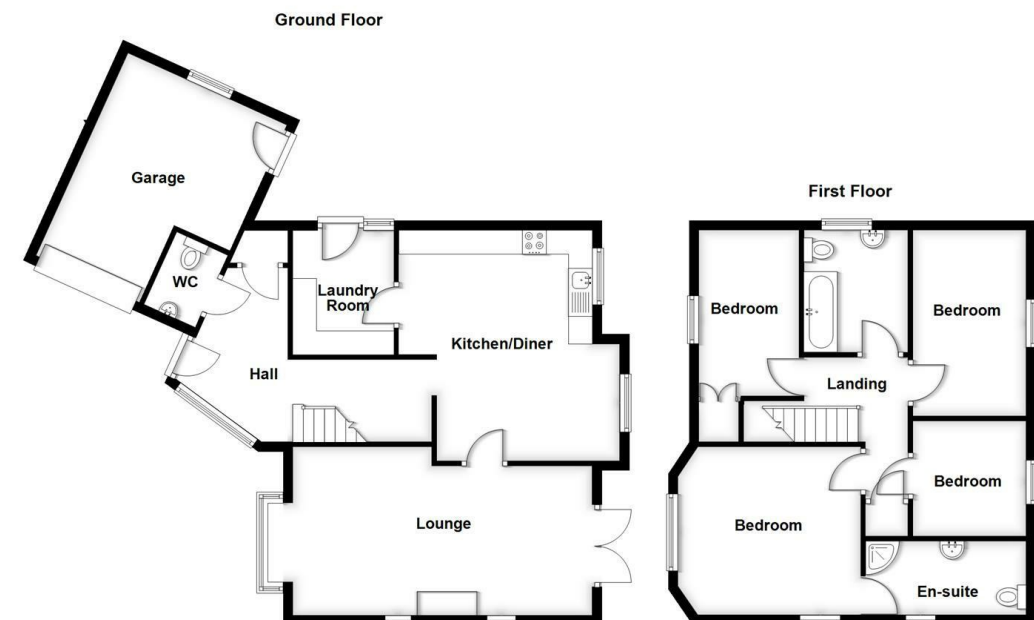 Ground Floor
Garage
WC
Laundry
Room
Kitchen/Diner
Hall
Lounge
First Floor
Bedroom
Bedroom
Landing
Bedroom
Bedroom
En-suite